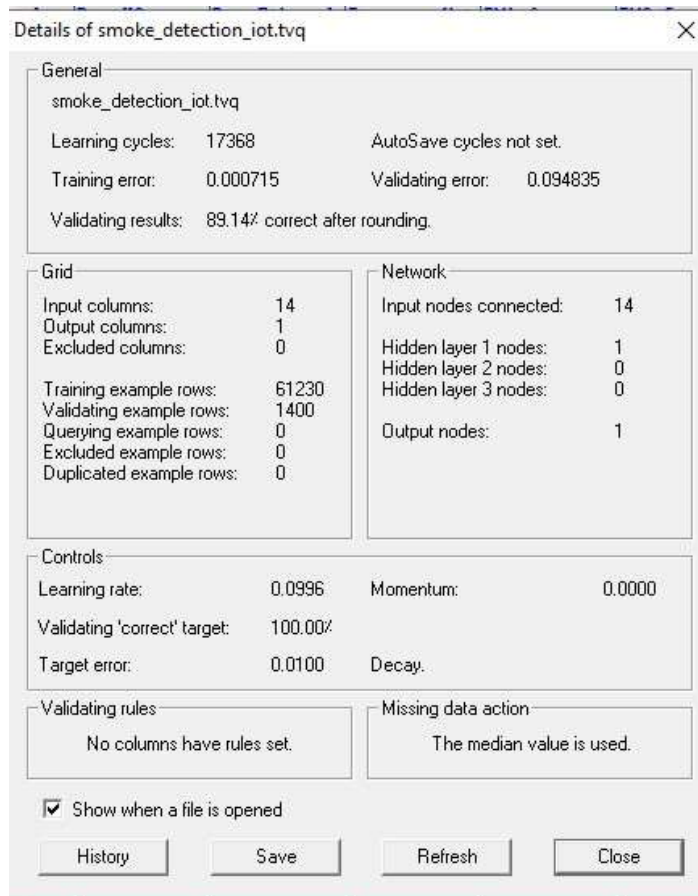 Details of smoke_detection_iot.tvq
General
smoke_detection_iot.tvq
Learning cycles: 17368 AutoSave cycles not set.
Training error: 0.000715 Validating error: 0.094835
Validating results: 89.14% correct after rounding.
Grid
Input columns: 14
Output columns: 1
Excluded columns: 0
Training example rows: 61230
Validating example rows: 1400
Querying example rows: 0
Excluded example rows: 0
Duplicated example rows: 0
Network
Input nodes connected: 14
Hidden layer 1 nodes: 1
Hidden layer 2 nodes: 0
Hidden layer 3 nodes: 0
Output nodes: 1
Controls
Learning rate: 0.0996 Momentum: 0.0000
Validating 'correct' target: 100.00%
Target error: 0.0100 Decay.
Validating rules
No columns have rules set.
Missing data action
The median value is used.
Show when a file is opened
History Save Refresh Close